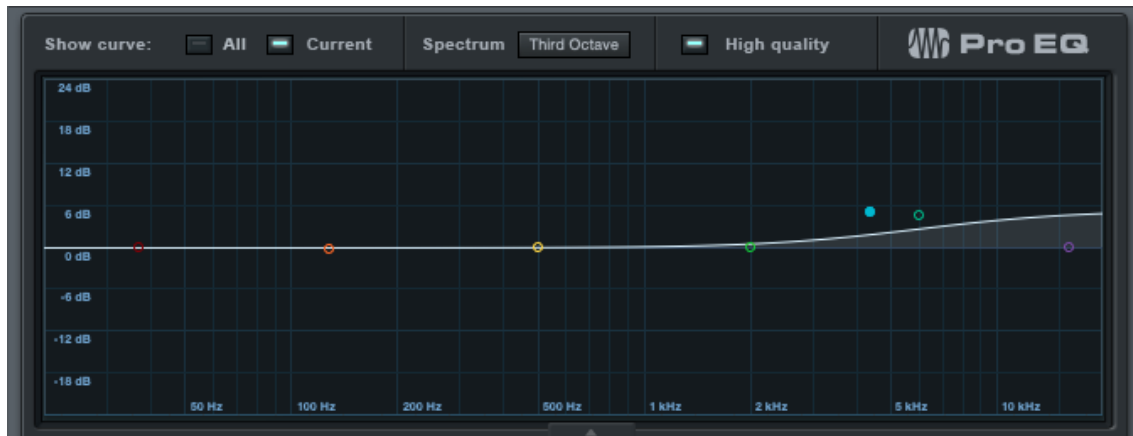 Show curve: All Current Spectrum Third Octave High quality Pro EQ
24 dB
18 dB
12 dB
6 dB
0 dB
-6 dB
-12 dB
-18 dB
50 Hz 100 Hz 200 Hz 500 Hz 1 kHz 2 kHz 5 kHz 10 kHz